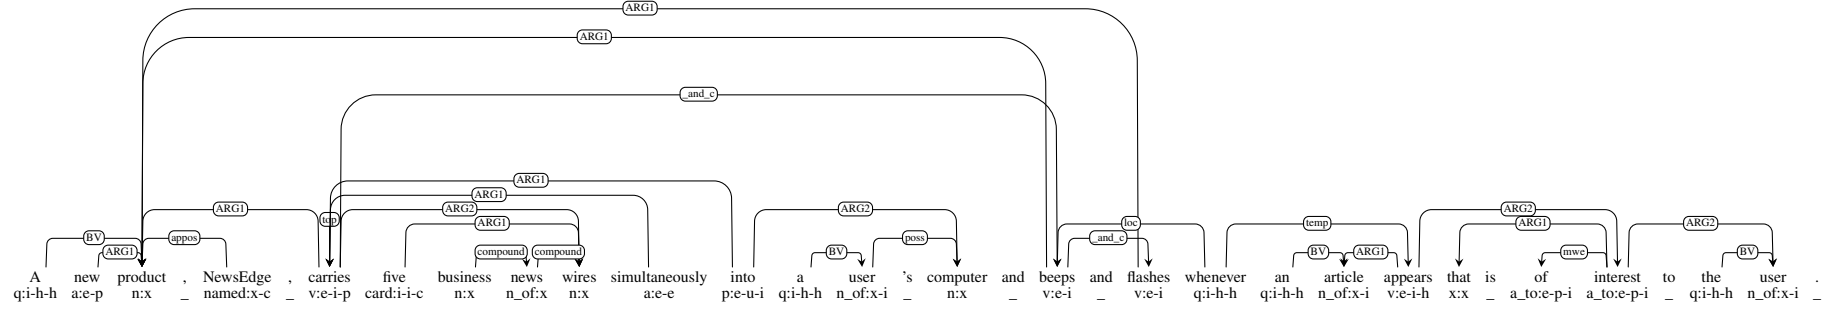 ARG1
ARG1
_and_c
ARG1
ARG1
ARG1 top ARG2 ARG2 ARG2
ARG1 loc temp ARG1
BV appos poss _and_c ARG2
ARG1 compound compound BV BV ARG1 mwe BV
A new product , NewsEdge , carries five business news wires simultaneously into a user 's computer and beeps and flashes whenever an article appears that is of interest to the user .
q:i-h-h a:e-p n:x _ named:x-c _ v:e-i-p card:i-i-c n:x n_of:x n:x a:e-e p:e-u-i q:i-h-h n_of:x-i _ n:x _ v:e-i _ v:e-i q:i-h-h q:i-h-h n_of:x-i v:e-i-h x:x _ a_to:e-p-i a_to:e-p-i _ q:i-h-h n_of:x-i _